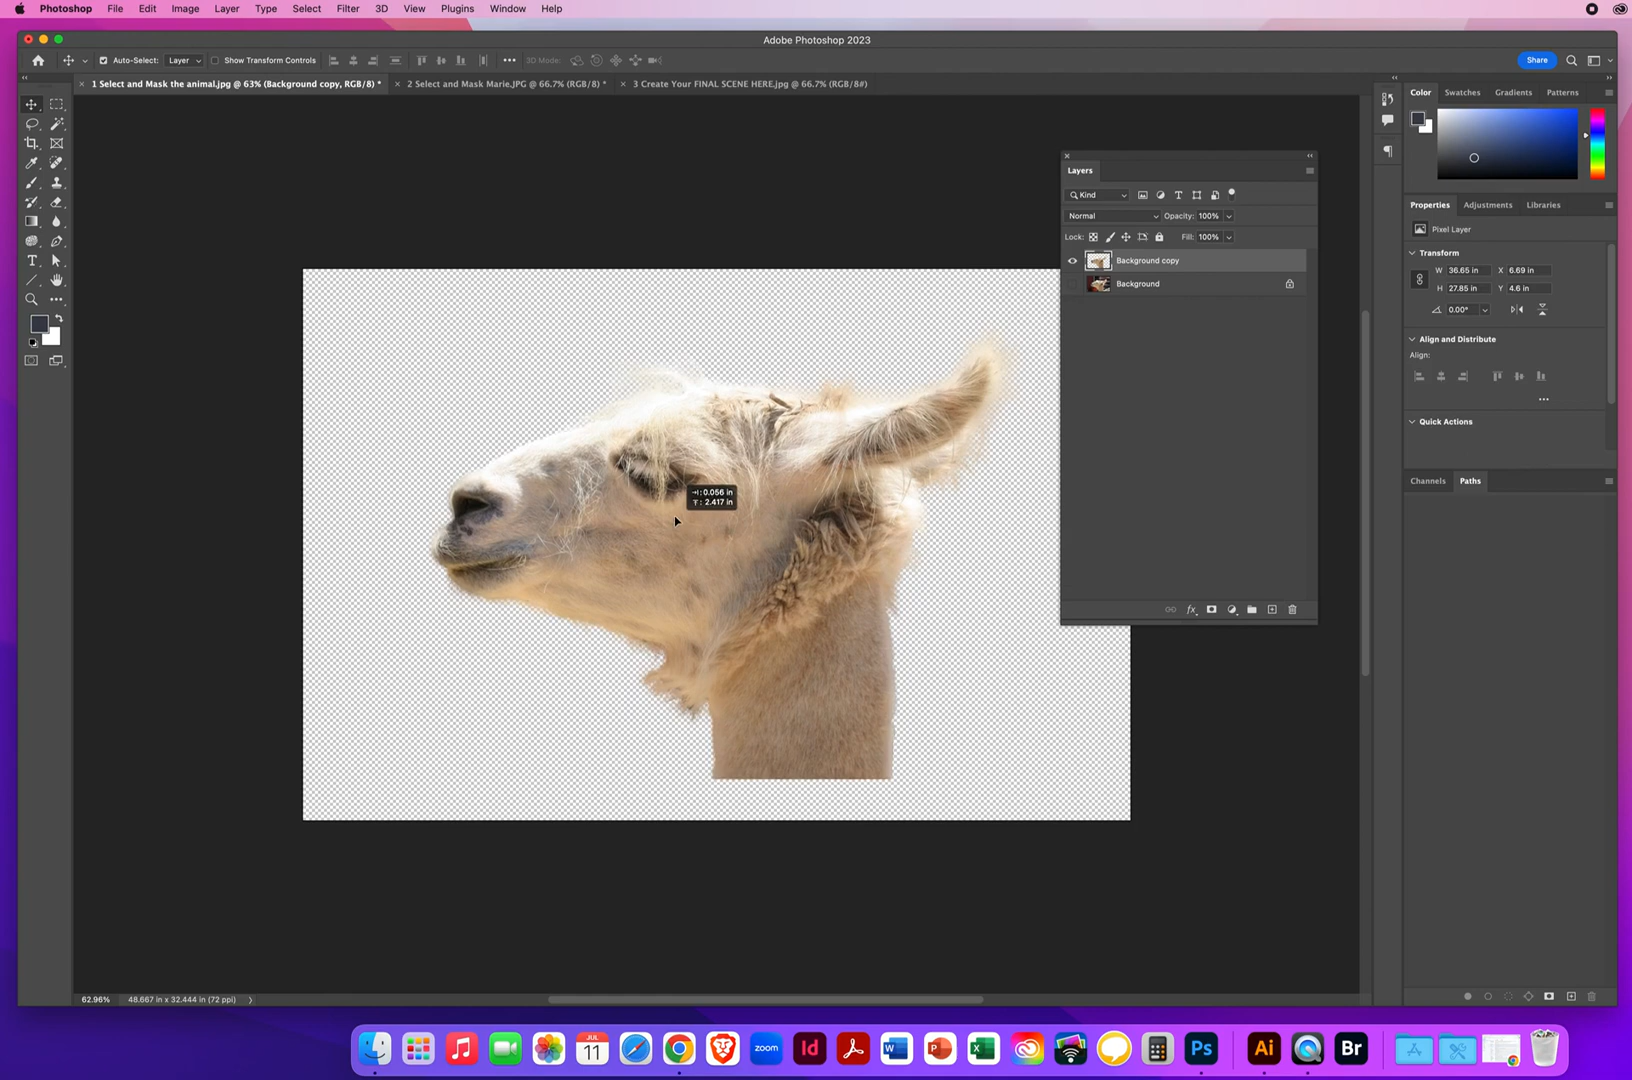 Photoshop File Edit Image Layer Type Select Filter 3D View Plugins Window Help
Adobe Photoshop 2023
Auto-Select: Layer Show Transform Controls 3D Mode: Share
1 Select and Mask the animal.jpg @ 63% (Background copy, RGB/8) * 2 Select and Mask Marie.JPG @ 66.7% (RGB/8) * 3 Create Your FINAL SCENE HERE.jpg @ 66.7% (RGB/8#)
Color Swatches Gradients Patterns
Layers
Kind
Normal Opacity: 100%
Lock: Fill: 100%
Background copy
Background
Properties Adjustments Libraries
Pixel Layer
Transform
W 36.65 in X 6.69 in
H 27.85 in Y 4.6 in
0.00°
Align and Distribute
Align:
Quick Actions
Channels Paths
: 0.056 in
: 2.417 in
62.96% 48.667 in x 32.444 in (72 ppi)
JUL
11
zoom
Id
W
P
X
Ps
Ai
Br